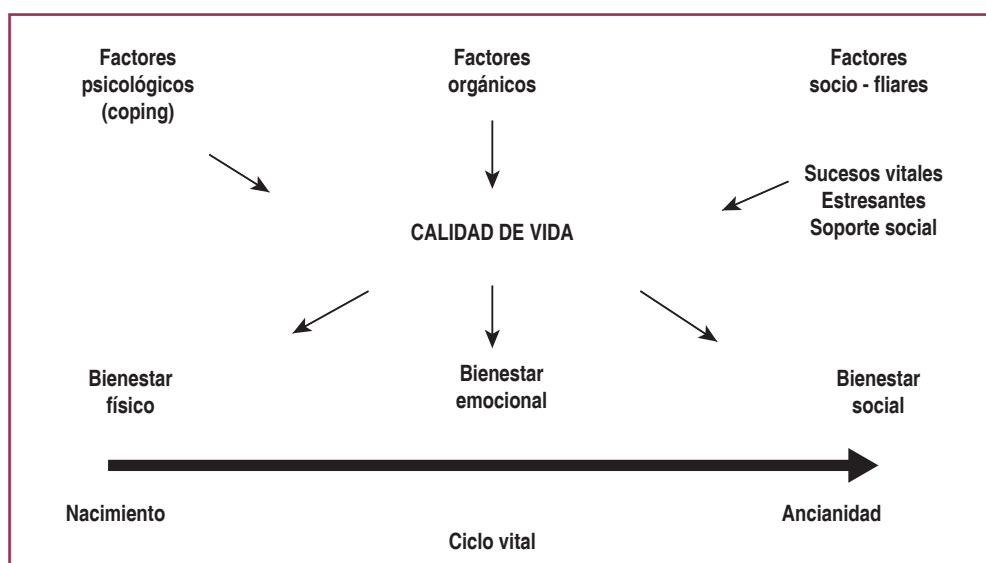 Factores
psicológicos
(coping)
Factores
orgánicos
Factores
socio - fliares
Sucesos vitales
Estresantes
Soporte social
CALIDAD DE VIDA
Bienestar
físico
Bienestar
emocional
Bienestar
social
Nacimiento
Ancianidad
Ciclo vital